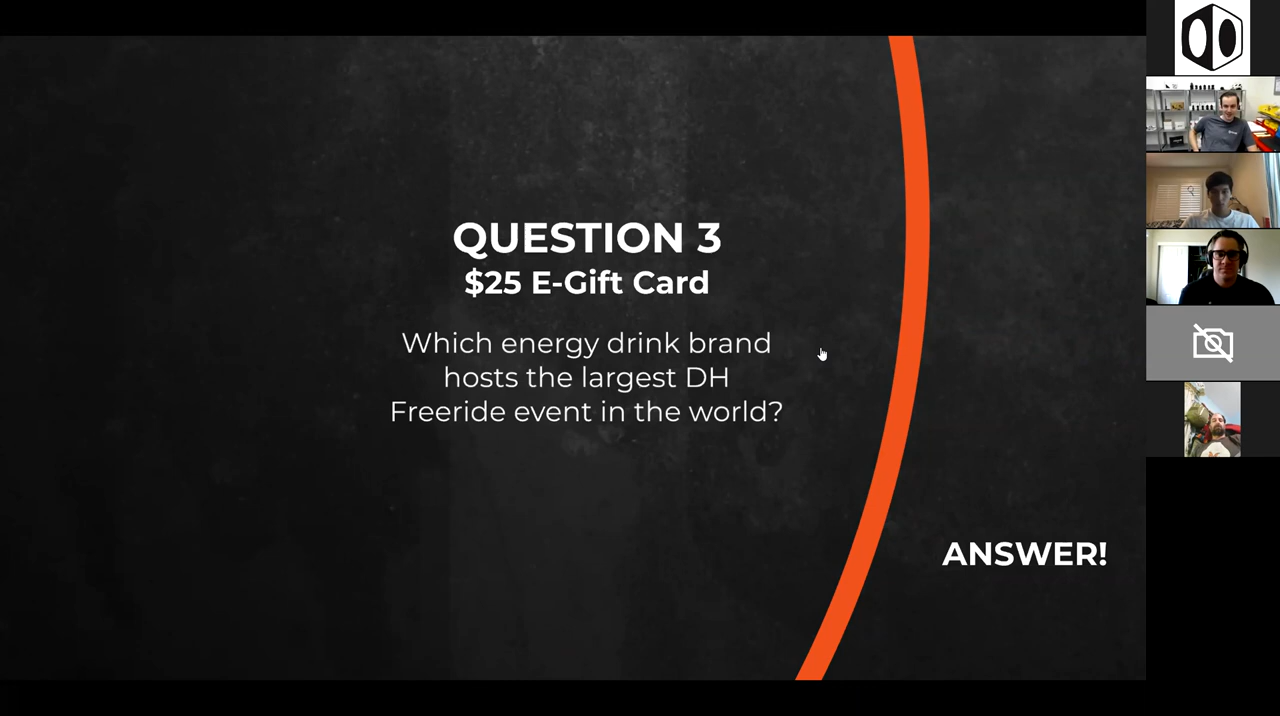 QUESTION 3
$25 E-Gift Card
Which energy drink brand
hosts the largest DH
Freeride event in the world?
ANSWER!